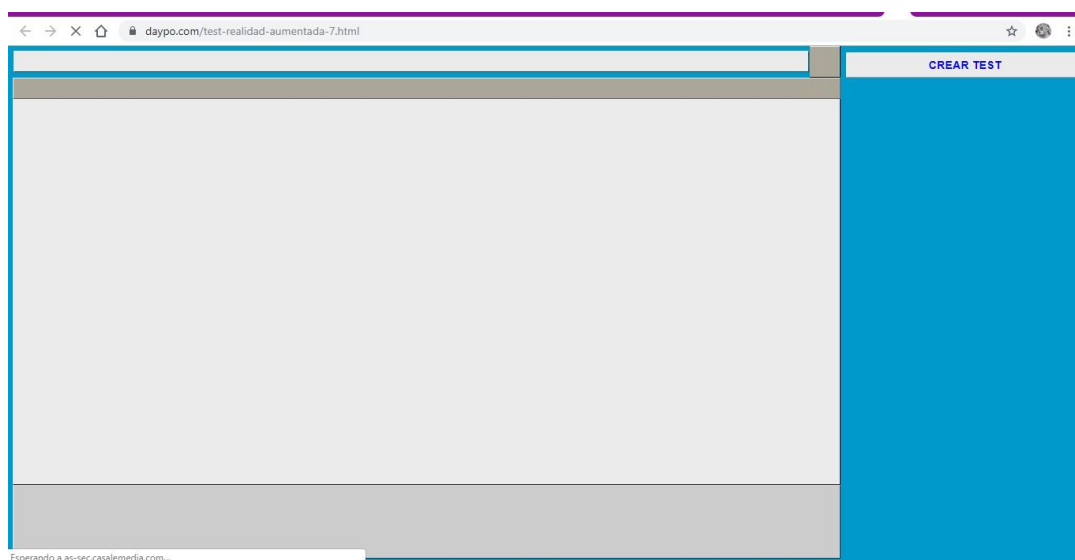 daypo.com/test-realidad-aumentada-7.html
CREAR TEST
Esperando a as-sec.casalemedia.com...